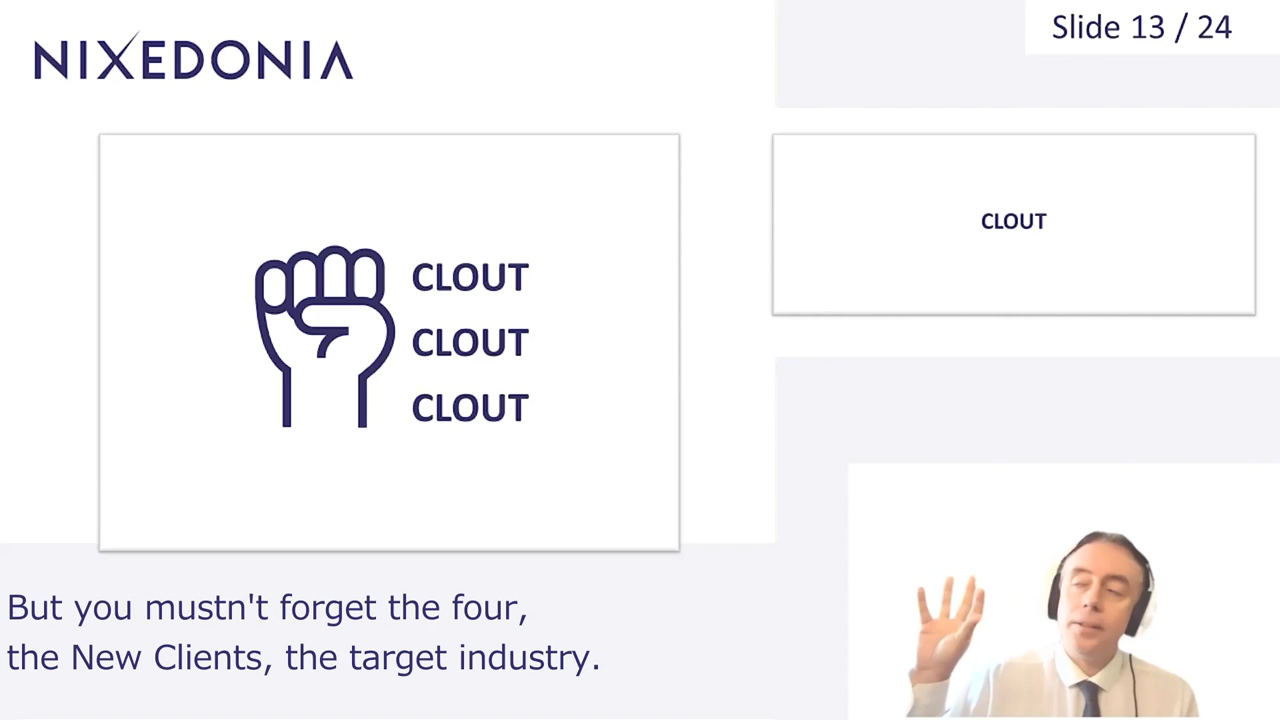 NIXEDONIA
Slide 13 / 24
CLOUT
CLOUT
CLOUT
CLOUT
But you mustn't forget the four,
the New Clients, the target industry.